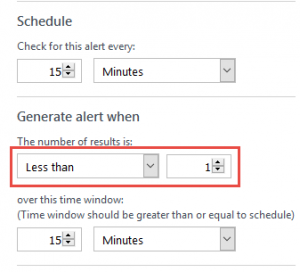 Schedule
Check for this alert every:
15 Minutes
Generate alert when
The number of results is:
Less than 1
over this time window:
(Time window should be greater than or equal to schedule)
15 Minutes